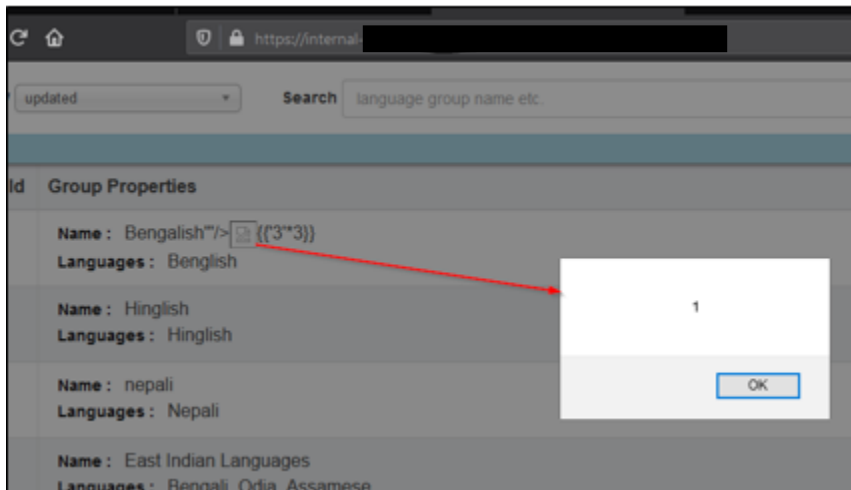 https://internal-
updated
Search
language group name etc.
Id
Group Properties
Name : Bengalish'"/>{{'3'*3}}
Languages : Benglish
1
Name : Hinglish
Languages : Hinglish
OK
Name : nepali
Languages : Nepali
Name : East Indian Languages
Languages : Bengali, Odia, Assamese